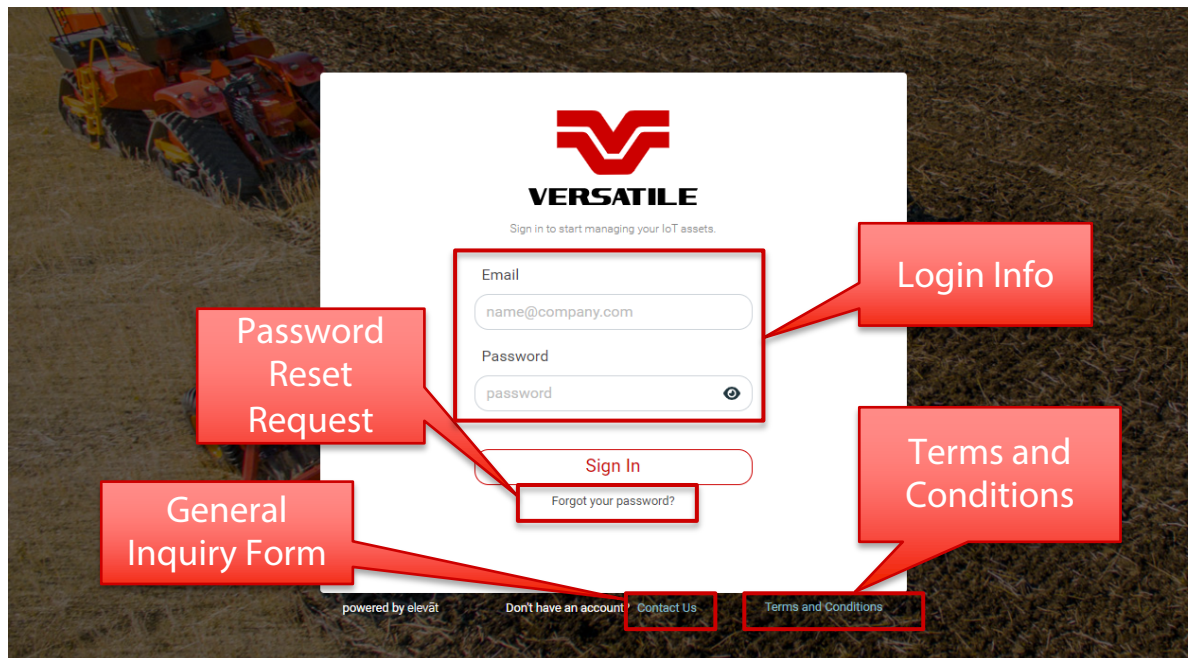 VERSATILE
Sign in to start managing your IoT assets.
Login Info
Email
name@company.com
Password
Reset
Request
Password
password
Sign In
Forgot your password?
Terms and
Conditions
General
Inquiry Form
powered by elevāt
Don't have an account? Contact Us
Terms and Conditions